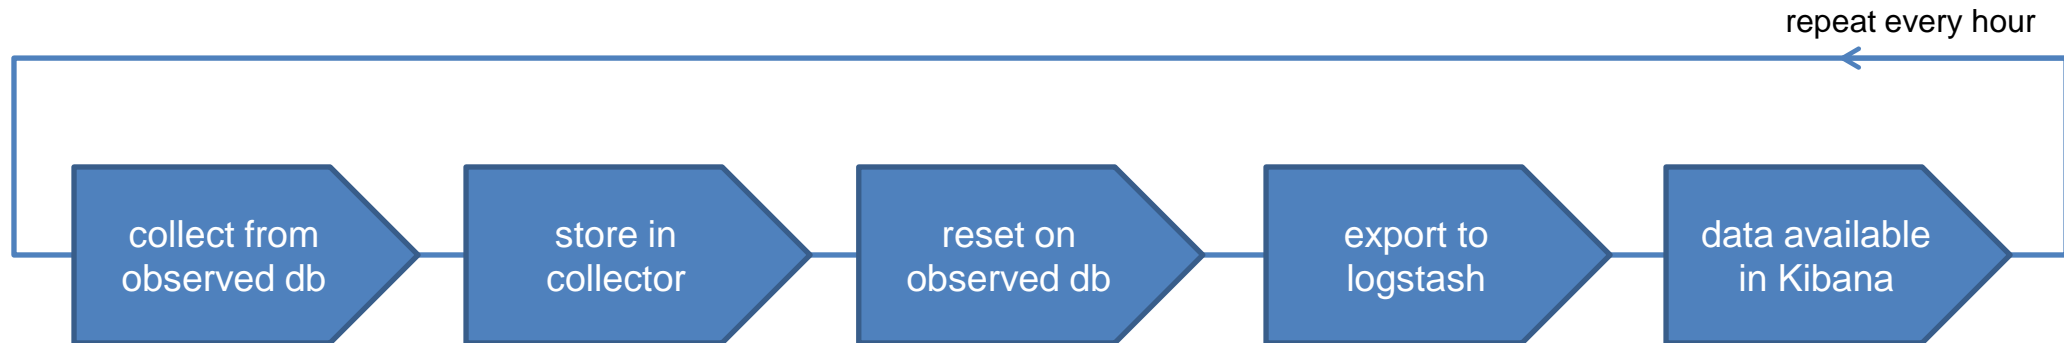 repeat every hour
collect from
observed db
store in
collector
reset on
observed db
export to
logstash
data available
in Kibana